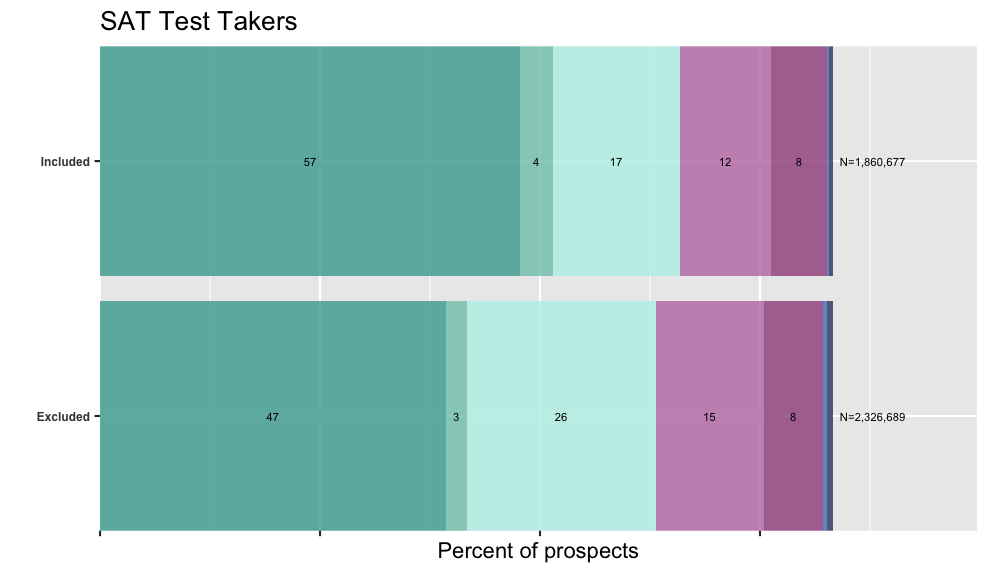 SAT Test Takers
Included 57 4 17 12 8 N=1,860,677
Excluded 47 3 26 15 8 N=2,326,689
Percent of prospects